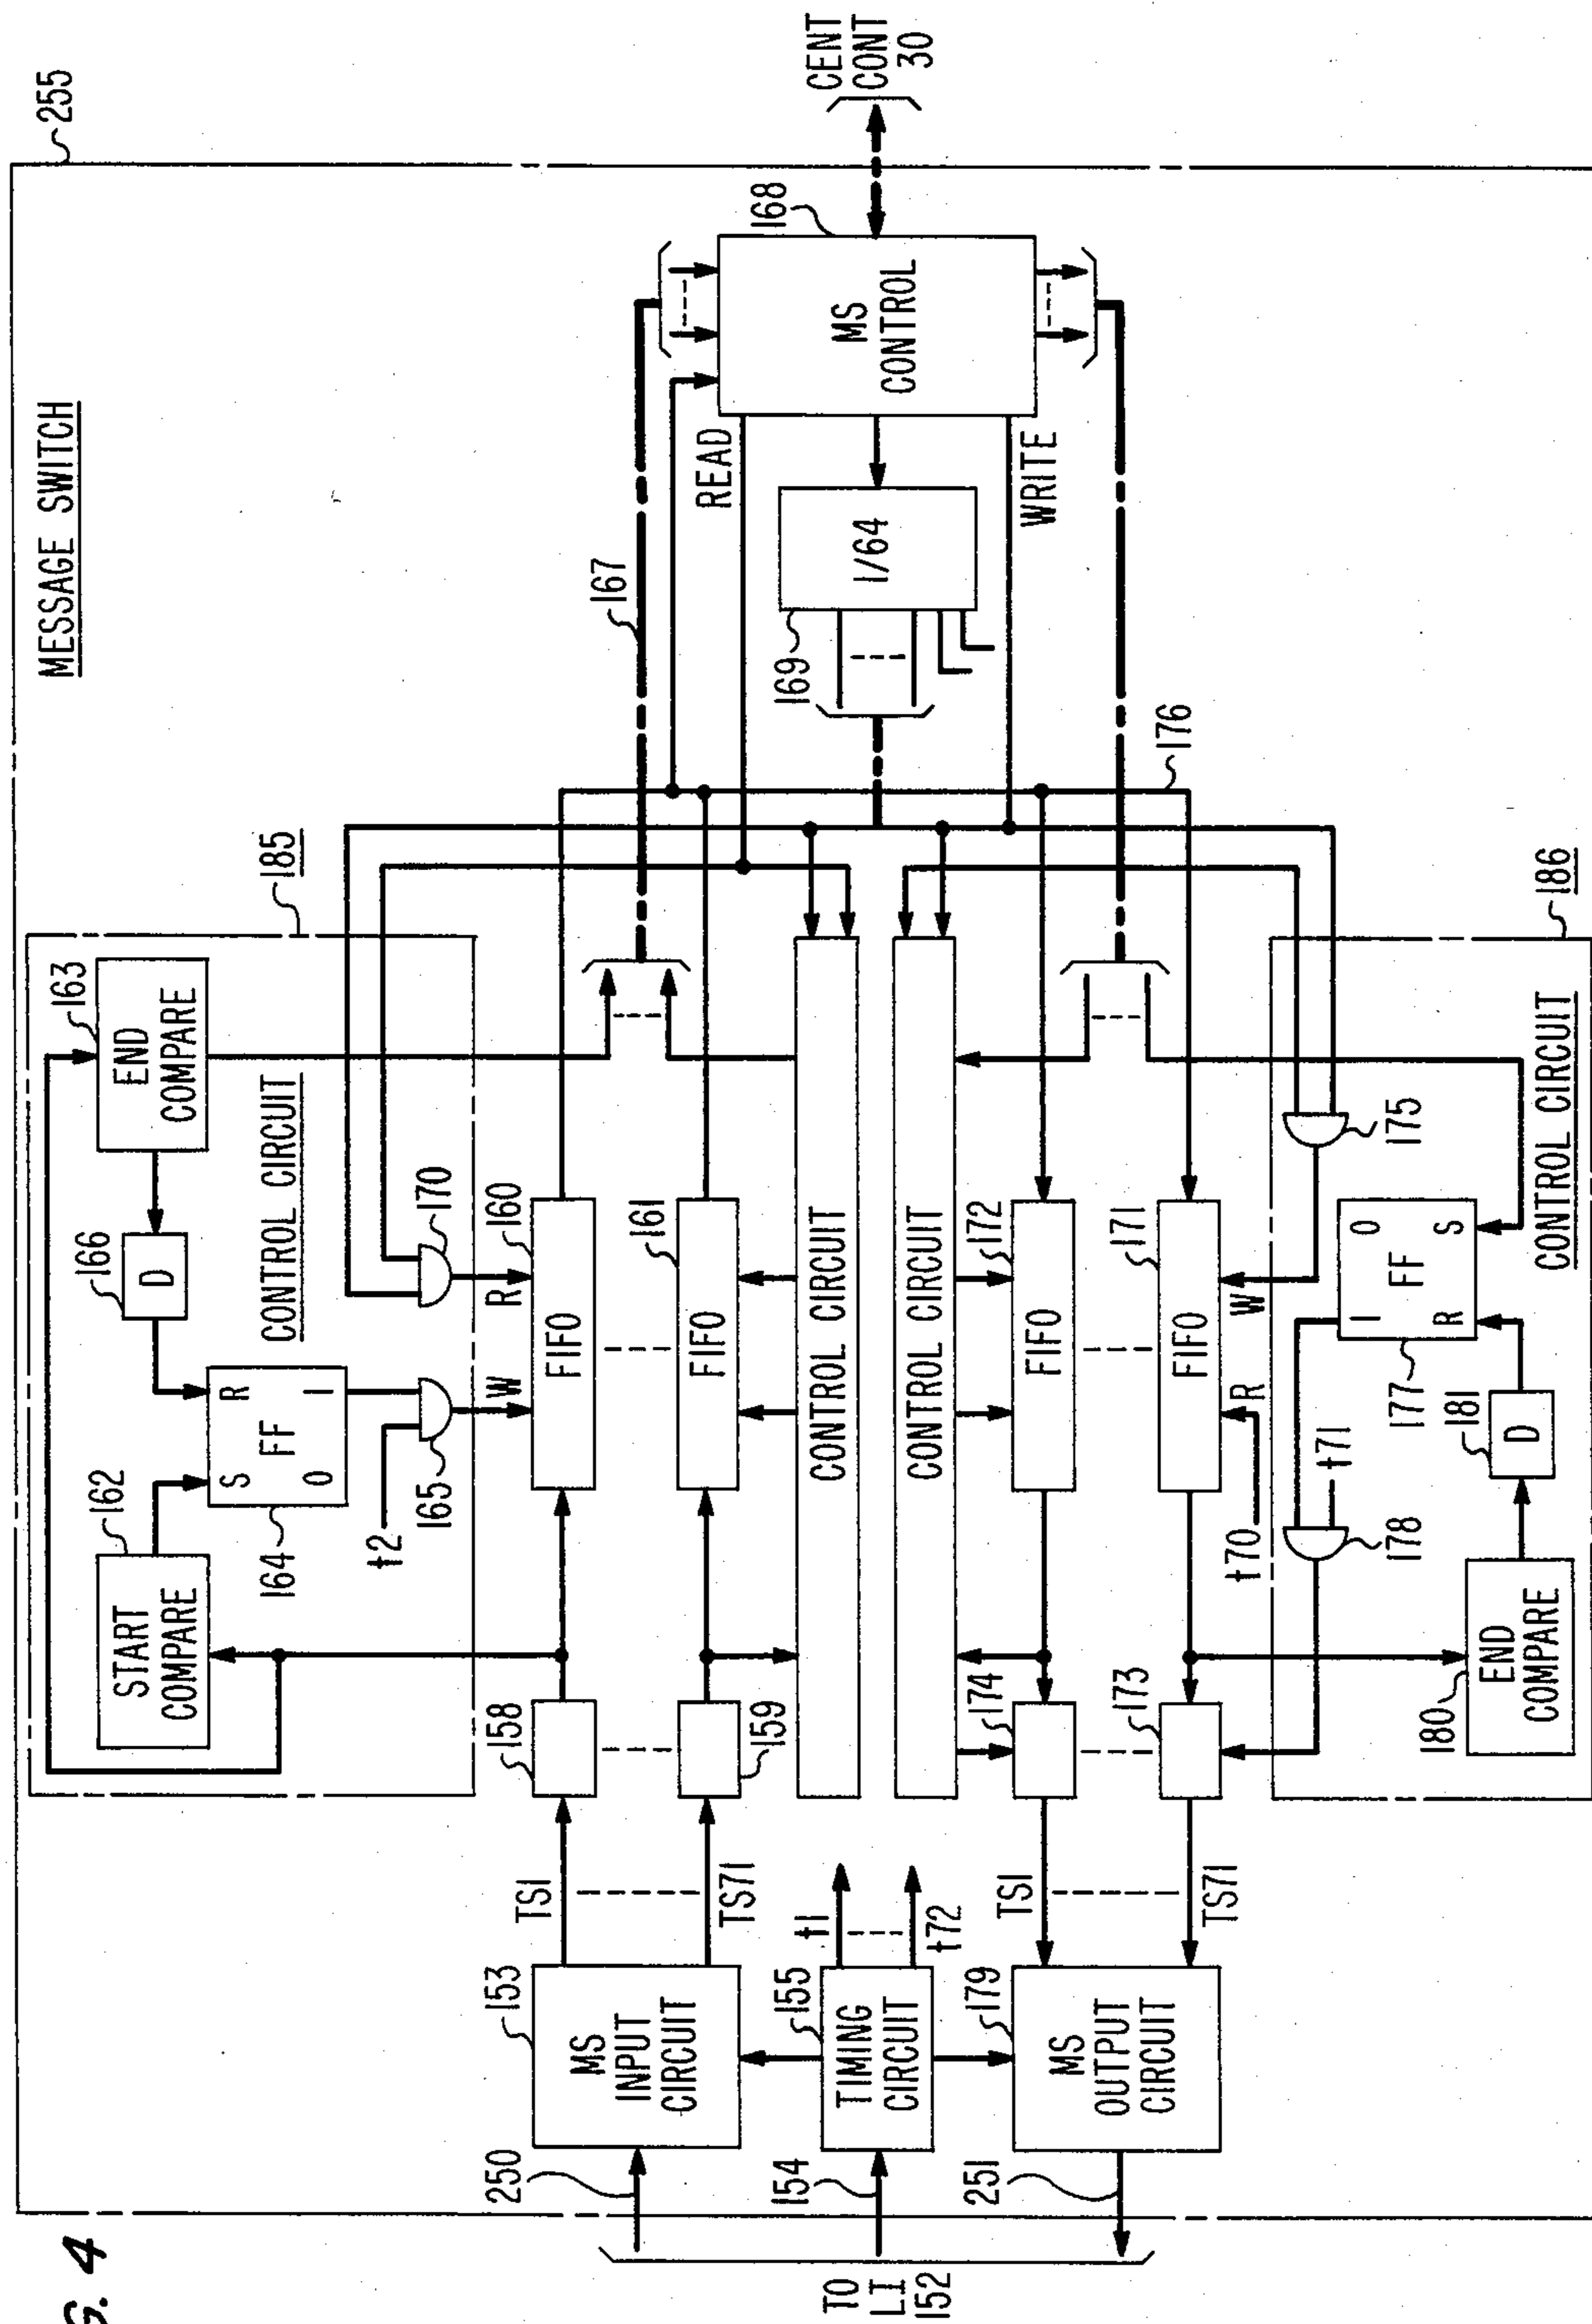 G. 4
MESSAGE SWITCH
255
CENT
CONT
30
TO
LI
152
250
154
251
153
MS
INPUT
CIRCUIT
155
TIMING
CIRCUIT
179
MS
OUTPUT
CIRCUIT
TS1
TS71
t1
t72
TS1
TS71
158
159
174
173
185
CONTROL CIRCUIT
162
START
COMPARE
163
END
COMPARE
166
D
164
S
R
FF
0
1
t2
165
170
W
R
160
FIFO
161
FIFO
CONTROL CIRCUIT
CONTROL CIRCUIT
172
FIFO
171
FIFO
R
W
t70
167
READ
168
MS
CONTROL
169
1/64
WRITE
176
186
CONTROL CIRCUIT
175
177
1
0
FF
R
S
178
t71
181
D
180
END
COMPARE